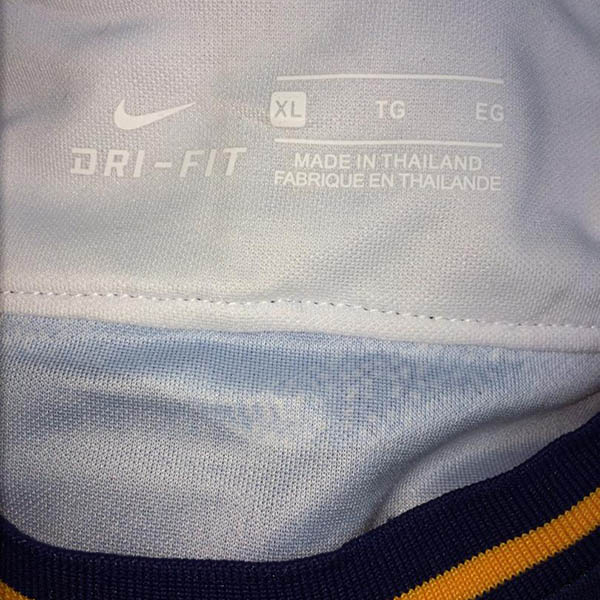 XL TG EG
DRI-FIT
MADE IN THAILAND
FABRIQUE EN THAILANDE